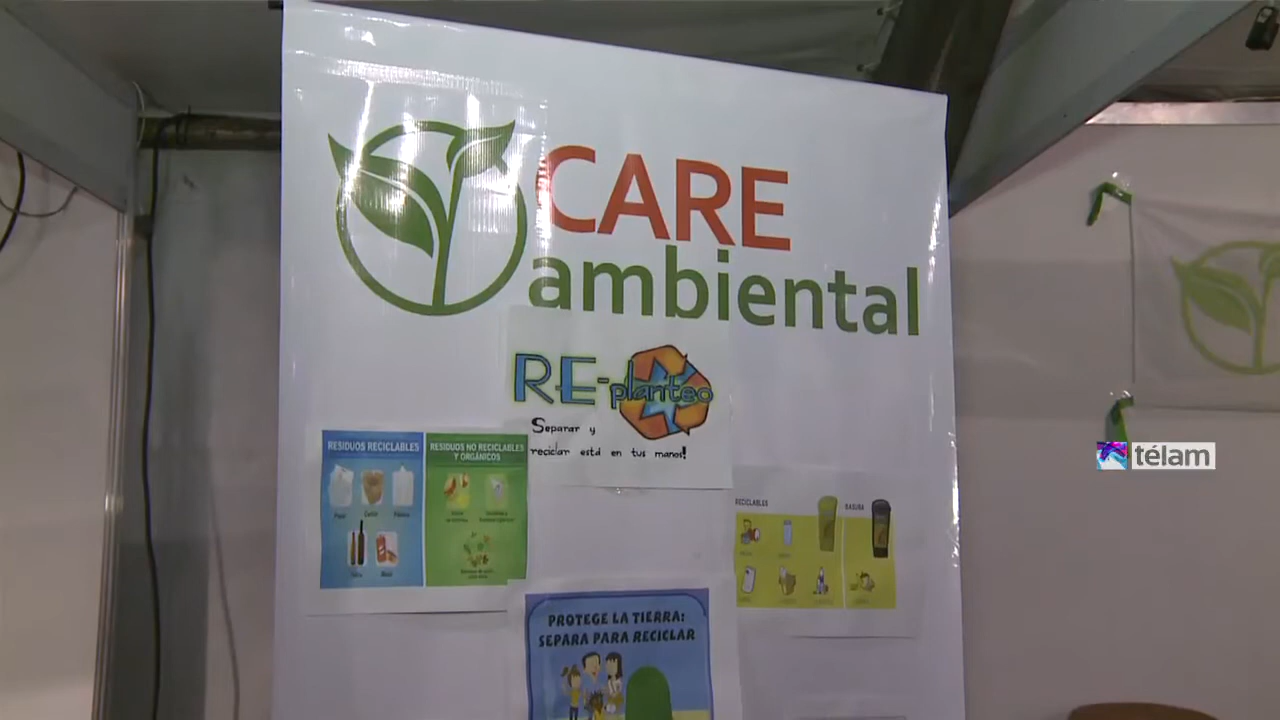 CARE
ambiental
RE-planteo
Separar y
reciclar está en tus manos!
RESIDUOS RECICLABLES
RESIDUOS NO RECICLABLES
Y ORGÁNICOS
RECICLABLES
BASURA
PROTEGE LA TIERRA:
SEPARA PARA RECICLAR
télam